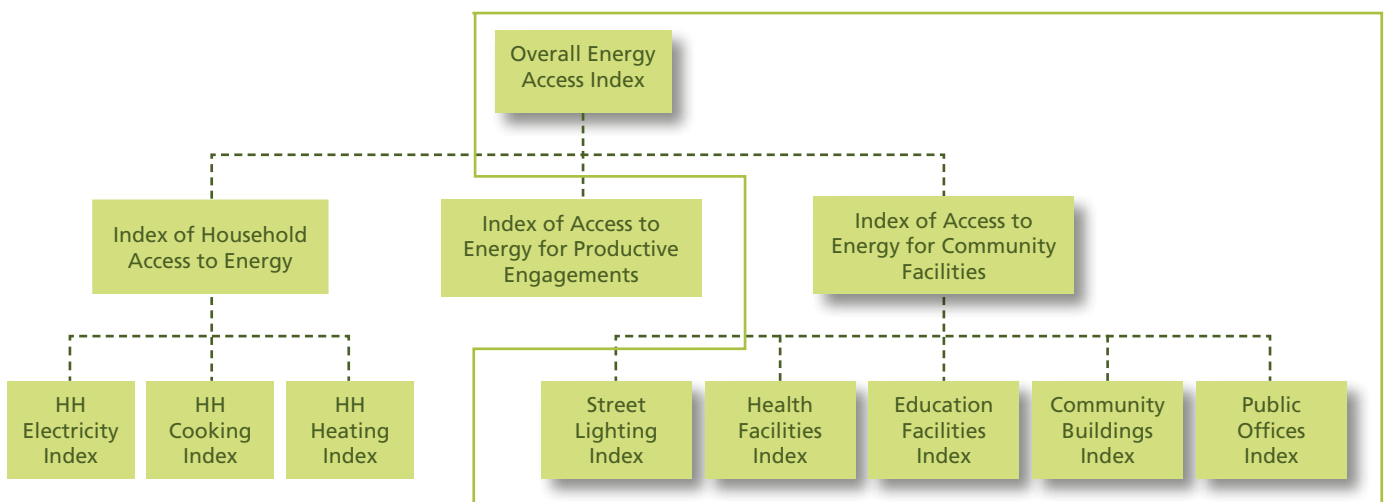 Overall Energy
Access Index
Index of Household
Access to Energy
Index of Access to
Energy for Productive
Engagements
Index of Access to
Energy for Community
Facilities
HH
Electricity
Index
HH
Cooking
Index
HH
Heating
Index
Street
Lighting
Index
Health
Facilities
Index
Education
Facilities
Index
Community
Buildings
Index
Public
Offices
Index